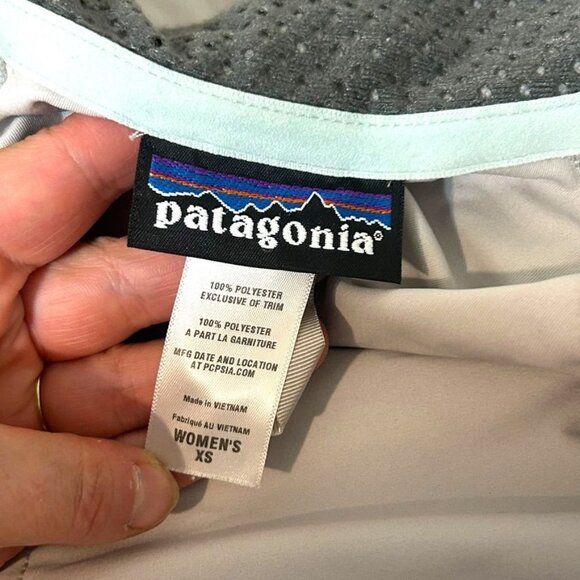 patagonia®
100% POLYESTER
EXCLUSIVE OF TRIM
100% POLYESTER
A PART LA GARNITURE
MFG DATE AND LOCATION
AT PCPSIA.COM
Made in VIETNAM
Fabriqué AU VIETNAM
WOMEN'S
XS